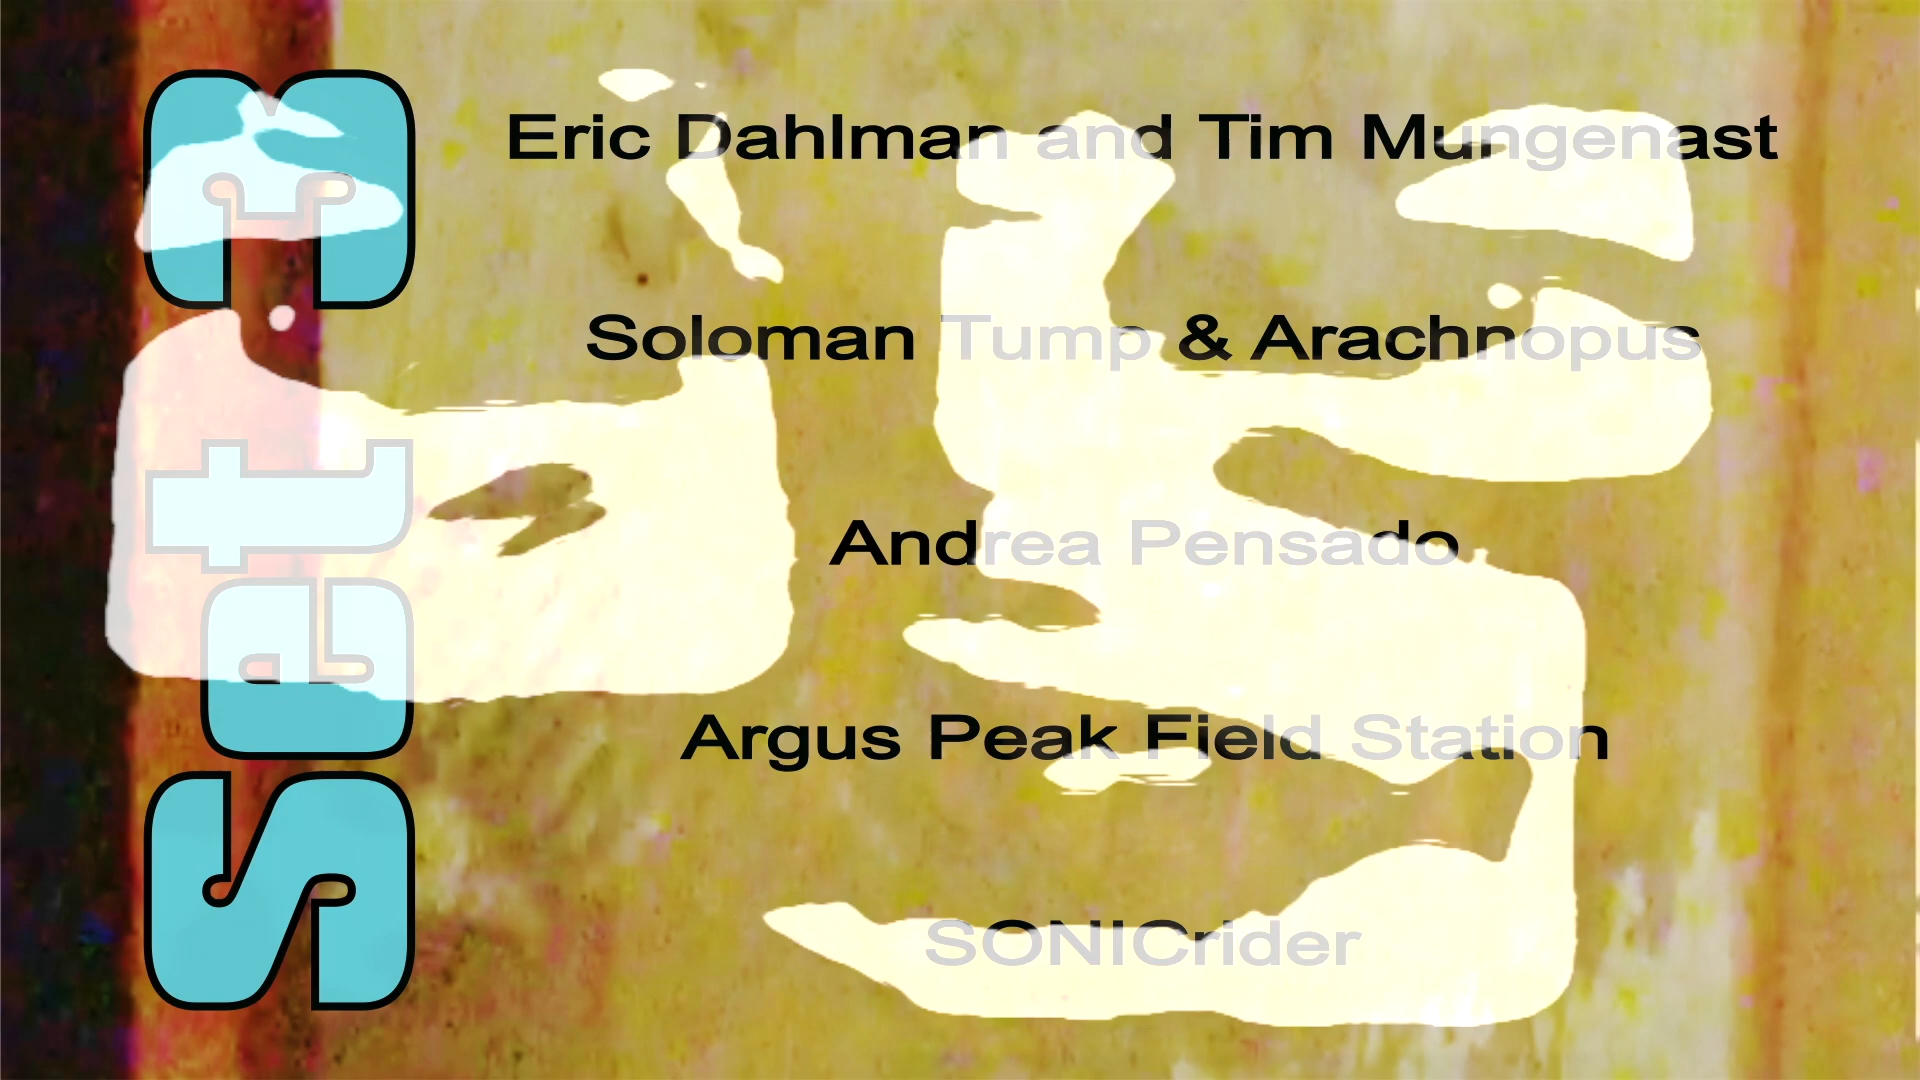 Set 3
Eric Dahlman and Tim Mungenast
Soloman Tump & Arachnopus
Andrea Pensado
Argus Peak Field Station
SONICrider